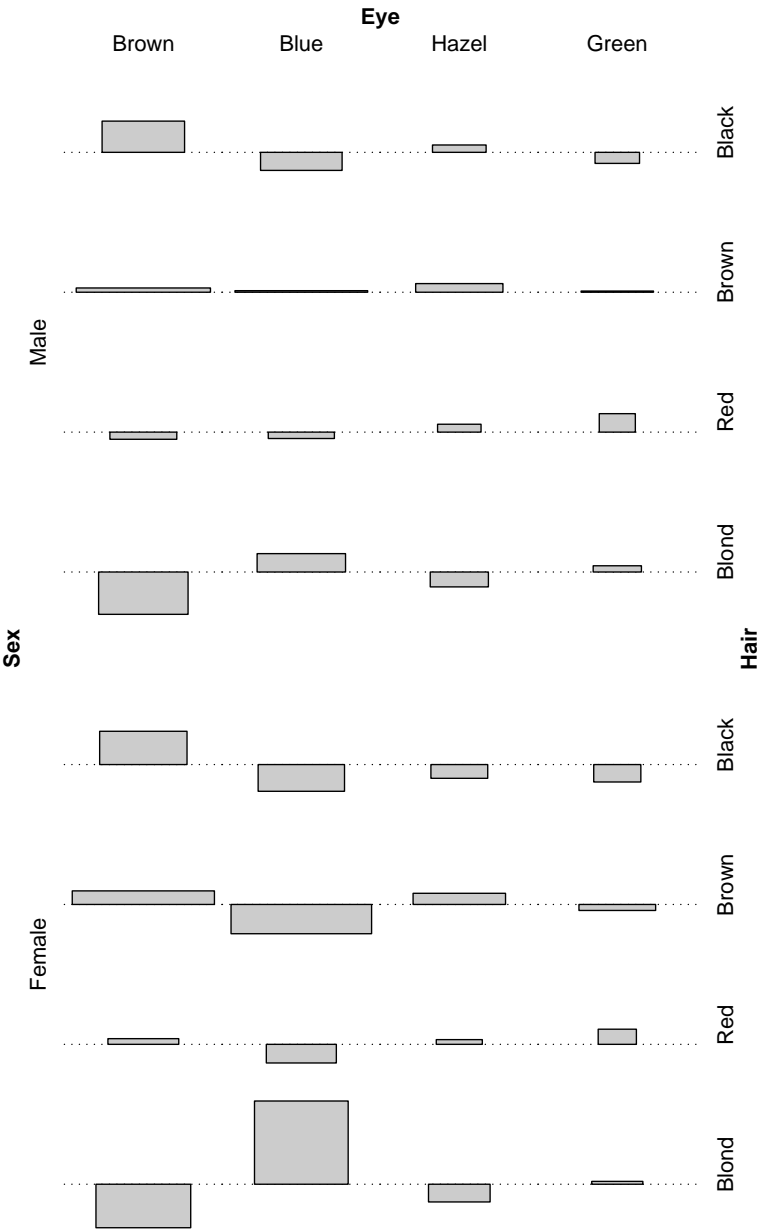 Eye
Brown Blue Hazel Green
Black
Brown
Male
Red
Blond
Sex
Hair
Black
Brown
Female
Red
Blond